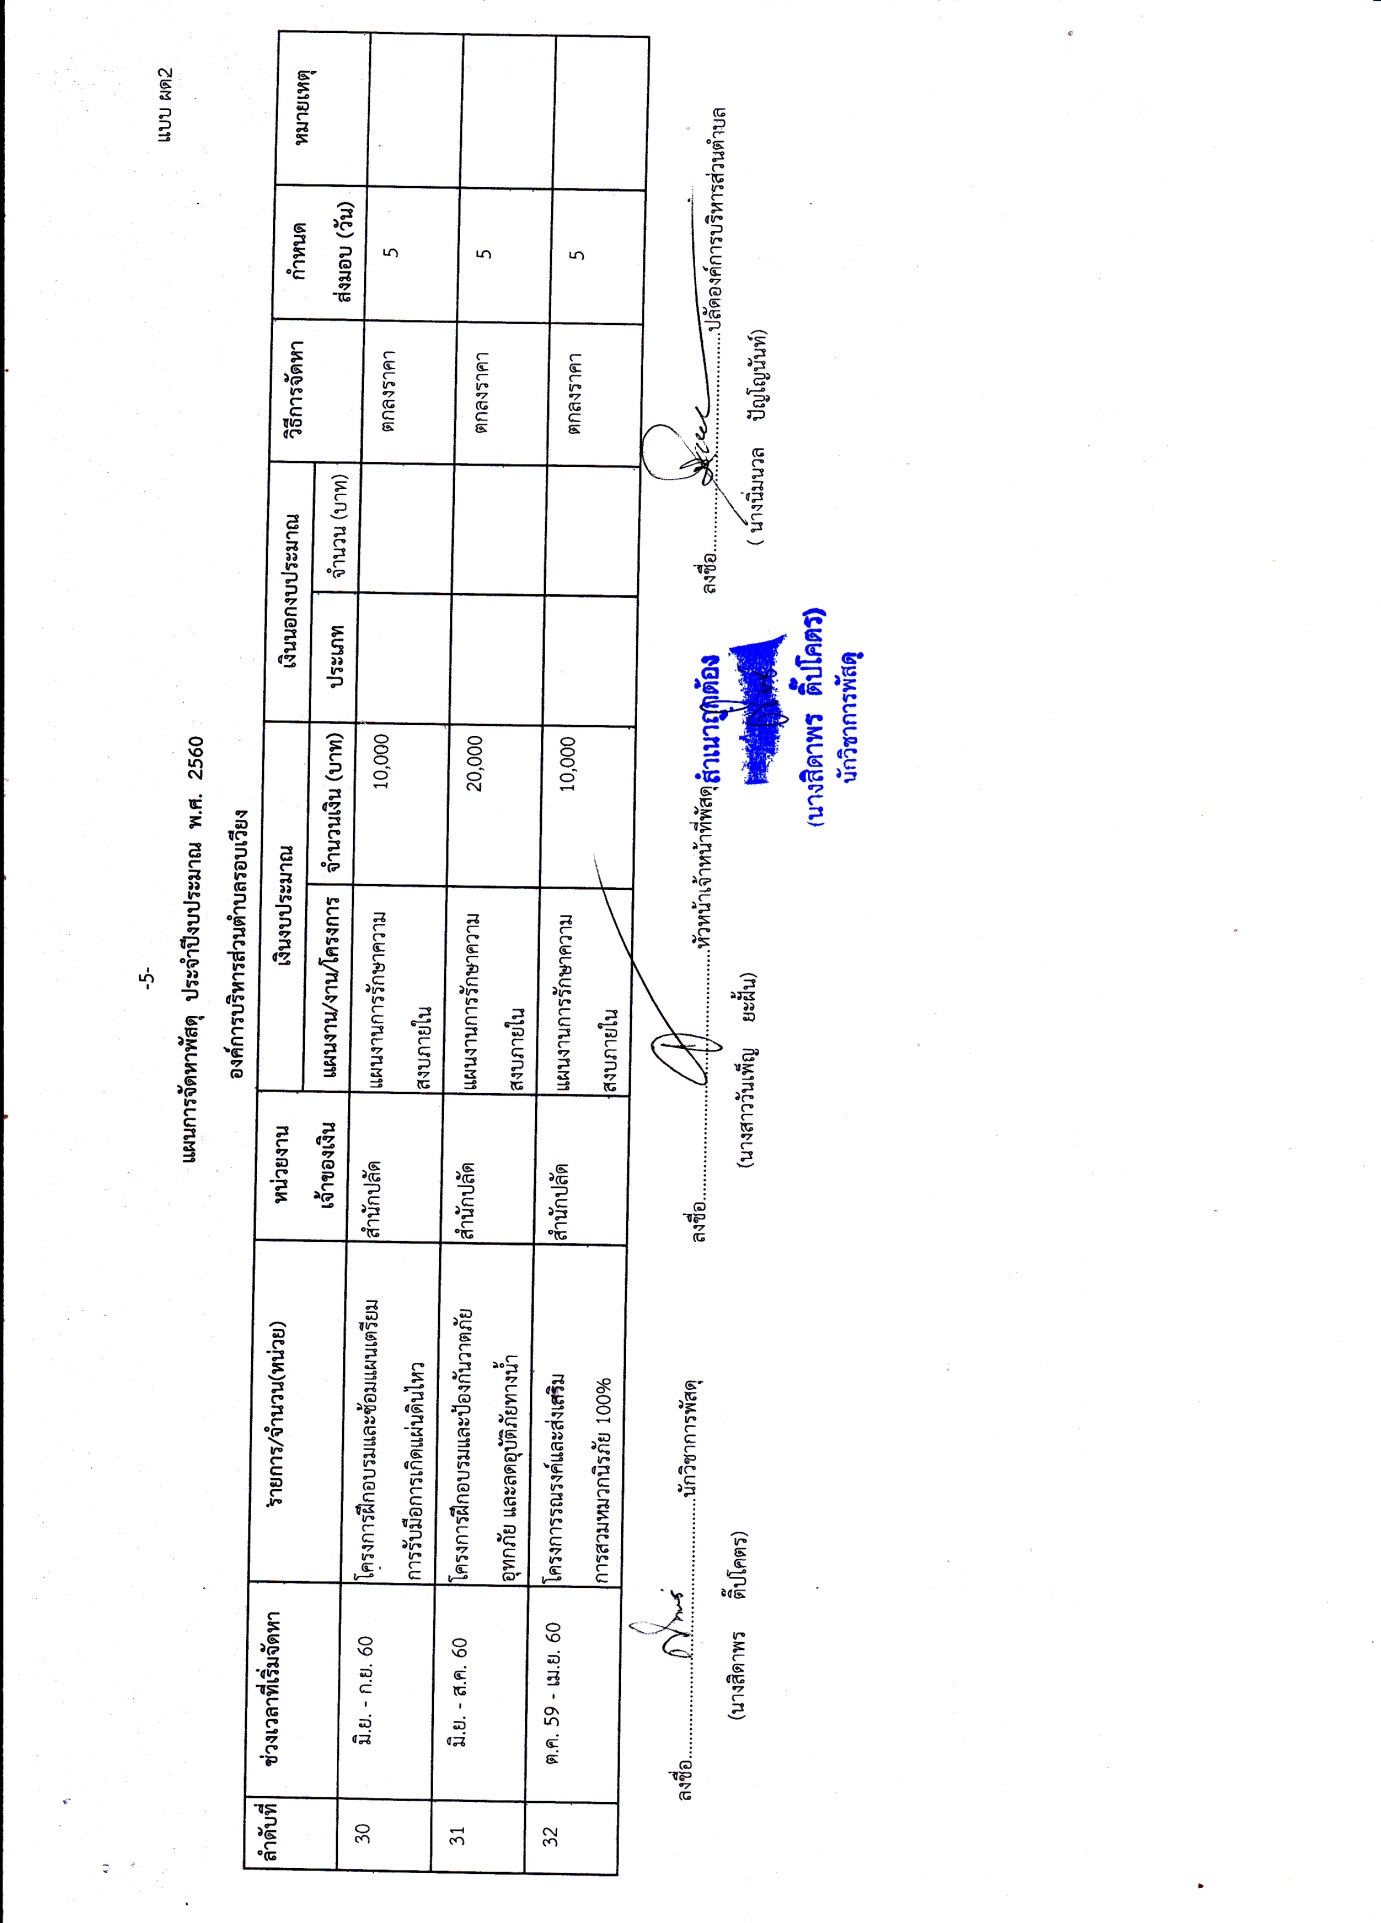 -5-
แบบ ผด2
แผนการจัดหาพัสดุ ประจำปีงบประมาณ พ.ศ. 2560
องค์การบริหารส่วนตำบลรอบเวียง
ลำดับที่ ช่วงเวลาที่เริ่มจัดหา รายการ/จำนวน(หน่วย) หน่วยงาน เงินงบประมาณ เงินนอกงบประมาณ วิธีการจัดหา กำหนด หมายเหตุ
เจ้าของเงิน แผนงาน/งาน/โครงการ จำนวนเงิน (บาท) ประเภท จำนวน (บาท) ส่งมอบ (วัน)
30 มิ.ย. - ก.ย. 60 โครงการฝึกอบรมและซ้อมแผนเตรียม สำนักปลัด แผนงานการรักษาความ 10,000 ตกลงราคา 5
การรับมือการเกิดแผ่นดินไหว สงบภายใน
31 มิ.ย. - ส.ค. 60 โครงการฝึกอบรมและป้องกันวาตภัย สำนักปลัด แผนงานการรักษาความ 20,000 ตกลงราคา 5
อุทกภัย และลดอุบัติภัยทางน้ำ สงบภายใน
32 ต.ค. 59 - เม.ย. 60 โครงการรณรงค์และส่งเสริม สำนักปลัด แผนงานการรักษาความ 10,000 ตกลงราคา 5
การสวมหมวกนิรภัย 100% สงบภายใน
ลงชื่อ..............................นักวิชาการพัสดุ
(นางสิดาพร ติ๊ปโคตร)
ลงชื่อ..............................หัวหน้าเจ้าหน้าที่พัสดุ
(นางสาววันเพ็ญ ยะฝั้น)
ลงชื่อ..............................ปลัดองค์การบริหารส่วนตำบล
( นางนิ่มนวล ปัญโญนันท์)
สำเนาถูกต้อง
(นางสิดาพร ติ๊ปโคตร)
นักวิชาการพัสดุ